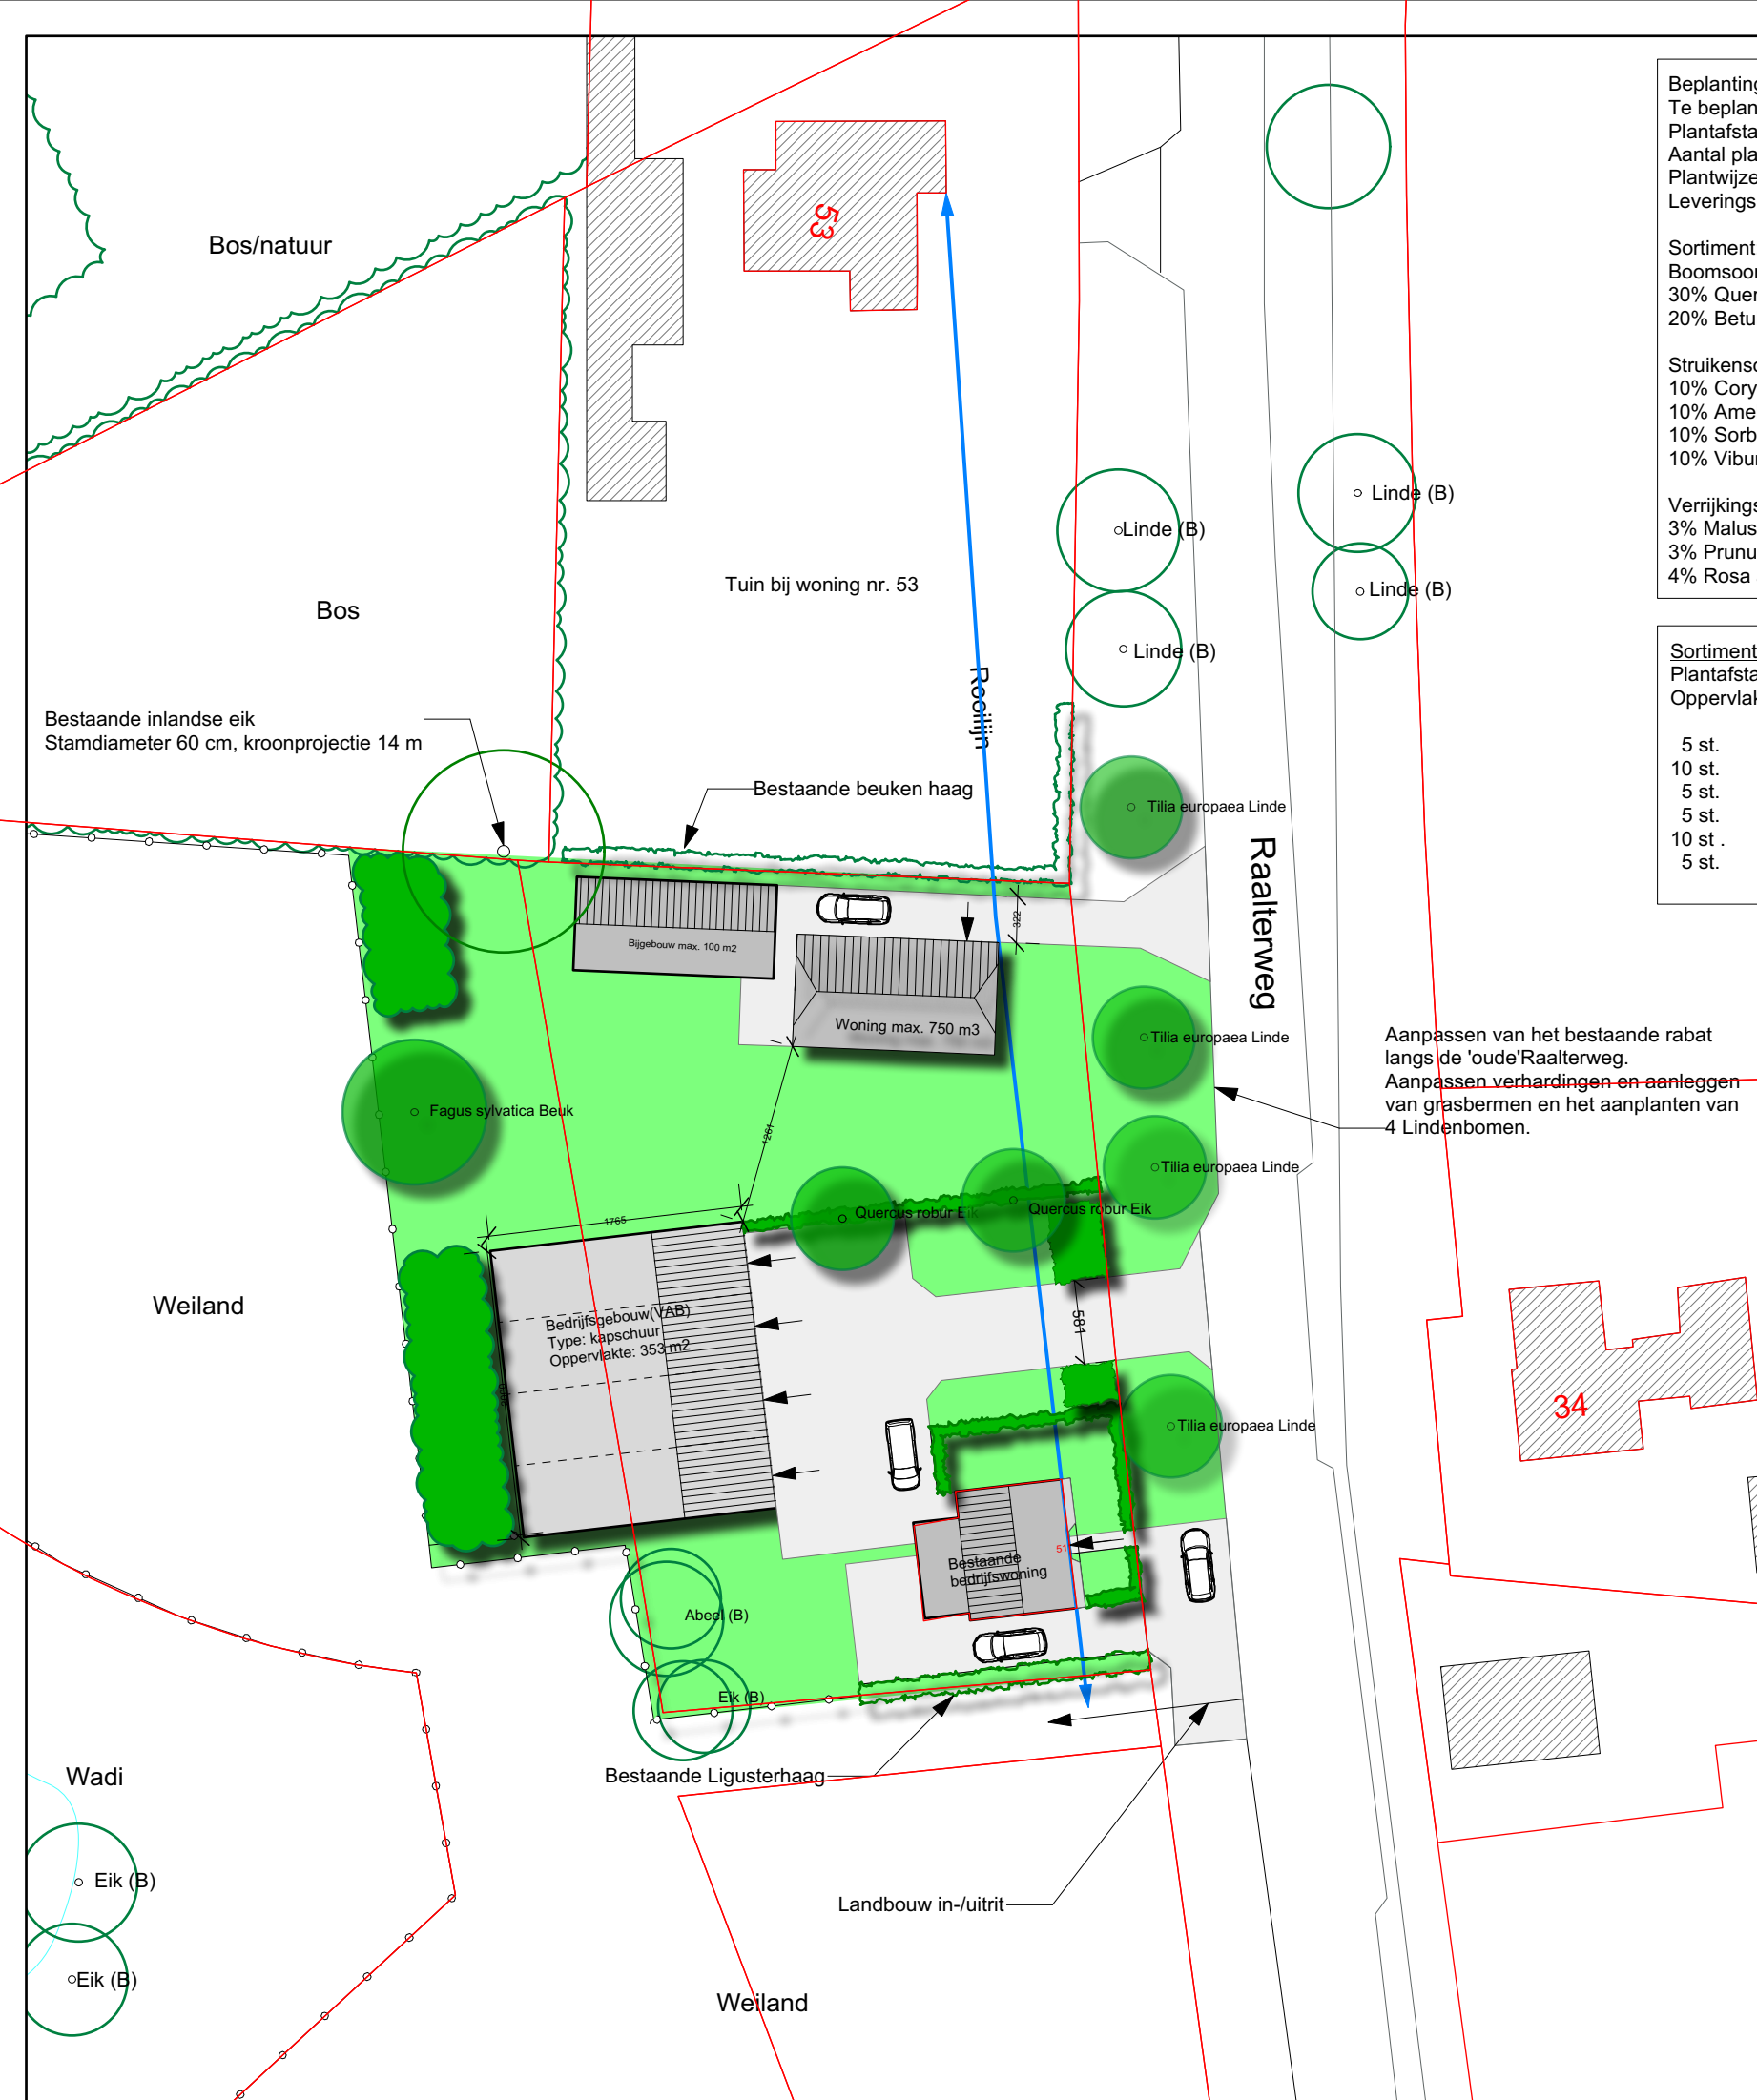 Bos/natuur
53
Bos
Tuin bij woning nr. 53
Rooilijn
Linde (B)
Linde (B)
Linde (B)
Linde (B)
Bestaande inlandse eik
Stamdiameter 60 cm, kroonprojectie 14 m
Bestaande beuken haag
Tilia europaea Linde
Raalterweg
Bijgebouw max. 100 m2
322
Woning max. 750 m3
Tilia europaea Linde
Aanpassen van het bestaande rabat
langs de 'oude'Raalterweg.
Aanpassen verhardingen en aanleggen
van grasbermen en het aanplanten van
4 Lindenbomen.
Fagus sylvatica Beuk
1261
Tilia europaea Linde
Quercus robur Eik
Quercus robur Eik
1765
Weiland
Bedrijfsgebouw(VAB)
Type: kapschuur
Oppervlakte: 353 m2
581
34
Tilia europaea Linde
51
Bestaande
bedrijfswoning
Abeel (B)
Eik (B)
Bestaande Ligusterhaag
Wadi
Eik (B)
Eik (B)
Landbouw in-/uitrit
Weiland
Beplanting
Te beplan
Plantafsta
Aantal pla
Plantwijze
Leverings
Sortiment
Boomsoor
30% Quer
20% Betu
Struikenso
10% Cory
10% Ame
10% Sorb
10% Vibur
Verrijkings
3% Malus
3% Prunu
4% Rosa
Sortiment
Plantafsta
Oppervlak
5 st.
10 st.
5 st.
5 st.
10 st .
5 st.